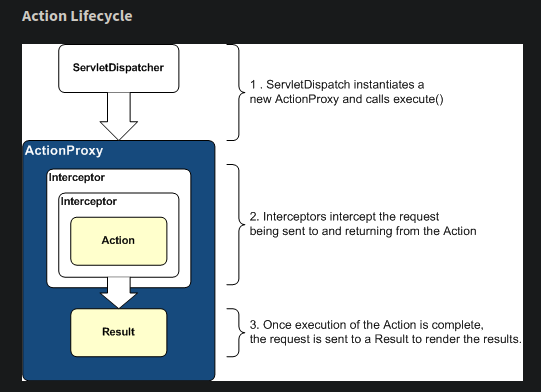 Action Lifecycle
ServletDispatcher
1 . ServletDispatch instantiates a
new ActionProxy and calls execute()
ActionProxy
Interceptor
Interceptor
Action
2. Interceptors intercept the request
being sent to and returning from the Action
Result
3. Once execution of the Action is complete,
the request is sent to a Result to render the results.